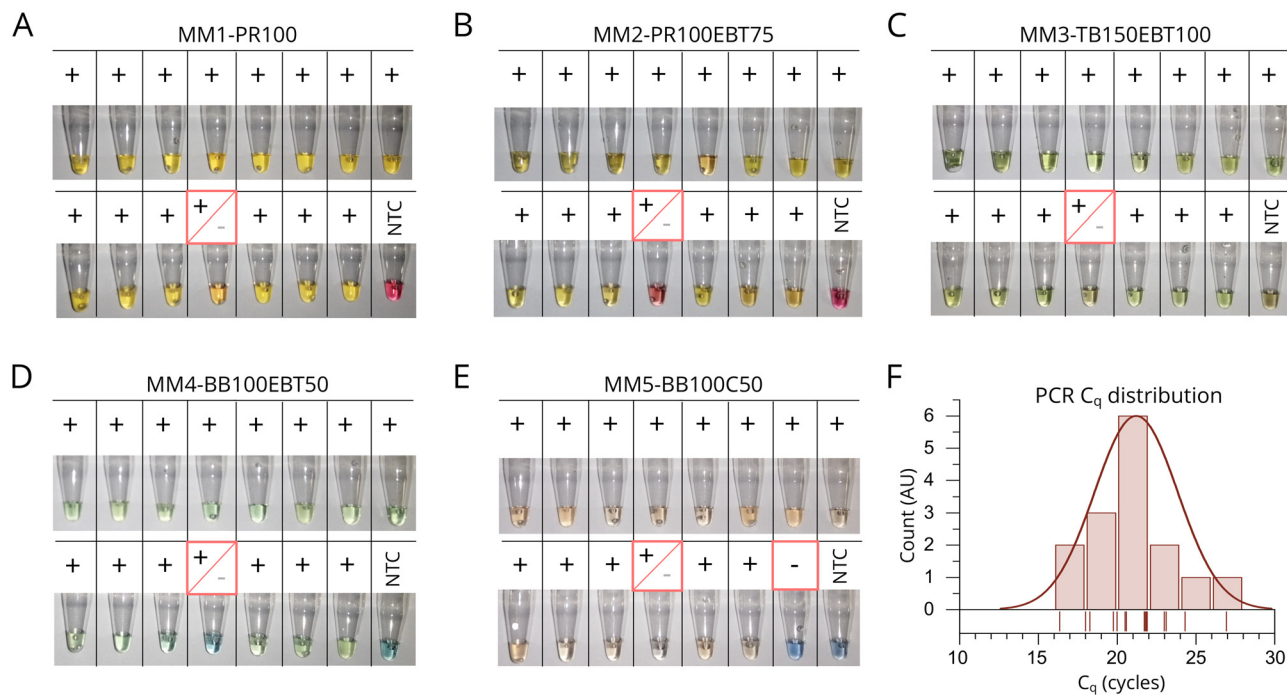 A
MM1-PR100
+ + + + + + + +
+ + + + - + + + NTC
B
MM2-PR100EBT75
+ + + + + + + +
+ + + + - + + + NTC
C
MM3-TB150EBT100
+ + + + + + + +
+ + + + - + + + NTC
D
MM4-BB100EBT50
+ + + + + + + +
+ + + + - + + + NTC
E
MM5-BB100C50
+ + + + + + + +
+ + + + - + + - NTC
F
PCR Cq distribution
Count (AU)
6
5
4
3
2
1
0
10 15 20 25 30
Cq (cycles)